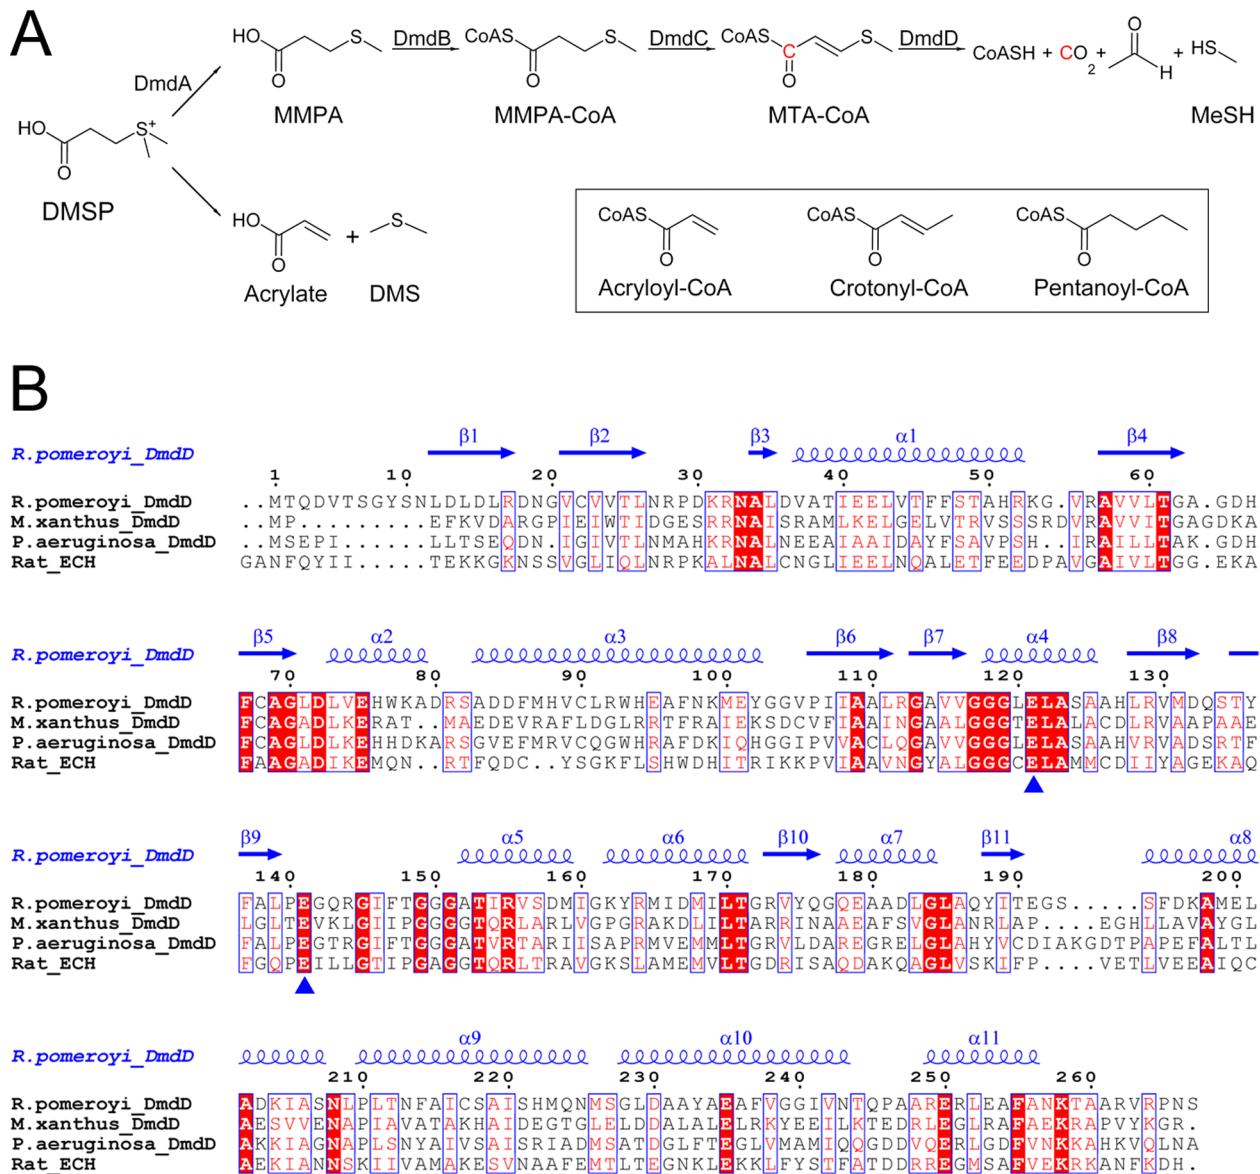 A
HO O S+ DMSP
DmdA
HO O S MMPA
DmdB
CoAS O S MMPA-CoA
DmdC
CoAS C O S MTA-CoA
DmdD
CoASH + CO2 + O H + HS MeSH
HO O Acrylate + S DMS
CoAS O Acryloyl-CoA
CoAS O Crotonyl-CoA
CoAS O Pentanoyl-CoA
B
β1 β2 β3 α1 β4
R.pomeroyi_DmdD
1 10 20 30 40 50 60
R.pomeroyi_DmdD ..MTQDVTSGYSNLDLDLRDNGVCVVTLNRPDKRNALDVATIEELVTFFSTAHRKG.VRAVVLTGA.GDH
M.xanthus_DmdD ..MP.........EFKVDARGPIEIWTIDGESRRNAISRAMLKELGELVTRVSSSRDVRAVVITGAGDKA
P.aeruginosa_DmdD ..MSEPI......LLTSEQDN.IGIVTLNMAHKRNALNEEAIAAIDAYFSAVPSH..IRAILLTAK.GDH
Rat_ECH GANFQYII.....TEKKGKNSSVGLIQLNRPKALNALCNGLIEELNQALETFEEDPAVGAIVLTGG.EKA
β5 α2 α3 β6 β7 α4 β8
R.pomeroyi_DmdD
70 80 90 100 110 120 130
R.pomeroyi_DmdD FCAGLDLVEHWKADRSADDFMHVCLRWHEAFNKMEYGGVPIIAALRGAVVGGGLELASAAHLRVMDQSTY
M.xanthus_DmdD FCAGADLKERAT..MAEDEVRAFLDGLRRTFRAIEKSDCVFIAAINGAALGGGTELALACDLRVAAPAAE
P.aeruginosa_DmdD FCAGLDLKEHHDKARSGVEFMRVCQGWHRAFDKIQHGGIPVVACLQGAVVGGGLELASAAHVRVADSRTF
Rat_ECH FAAGADIKEMQN..RTFQDC..YSGKFLSHWDHITRIKKPVIAAVNGYALGGGCELAMMCDIIYAGEKAQ
β9 α5 α6 β10 α7 β11 α8
R.pomeroyi_DmdD
140 150 160 170 180 190 200
R.pomeroyi_DmdD FALPEGQRGIFTGGGATIRVSDMIGKYRMIDMILTGRVYQGQEAADLGLAQYITEGS.....SFDKAMEL
M.xanthus_DmdD LGLTEVKLGIIPGGGGTQRLARLVGPGRAKDLILTARRINAAEAFSVGLANRLAP....EGHLLAVAYGL
P.aeruginosa_DmdD FALPEGTRGIFTGGGATVRTARIISAPRMVEMMLTGRVLDAREGRELGLAHYVCDIAKGDTPAPEFALTL
Rat_ECH FGQPEILLGTIPGAGGTQRLTRAVGKSLAMEMVLTGDRISAQDAKQAGLVSKIFP....VETLVEEAIQC
α9 α10 α11
R.pomeroyi_DmdD
210 220 230 240 250 260
R.pomeroyi_DmdD ADKIASNLPLTNFAICSAISHMQNMSGLDAAYAEAFVGGIVNTQPAARERLEAFANKTAARVRPNS
M.xanthus_DmdD AESVVENAPIAVATAKHAIDEGTGLELDDALALELRKYEEILKTEDRLEGLRAFAEKRAPVYKGR.
P.aeruginosa_DmdD AKKIAGNAPLSNYAIVSAISRIADMSATDGLFTEGLVMAMIQQGDDVQERLGDFVNKKAHKVQLNA
Rat_ECH AEKIANNSKIIVAMAKESVNAAFEMTLTEGNKLEKKLFYSTFATDDRREGMSAFVEKRKANFKDH.